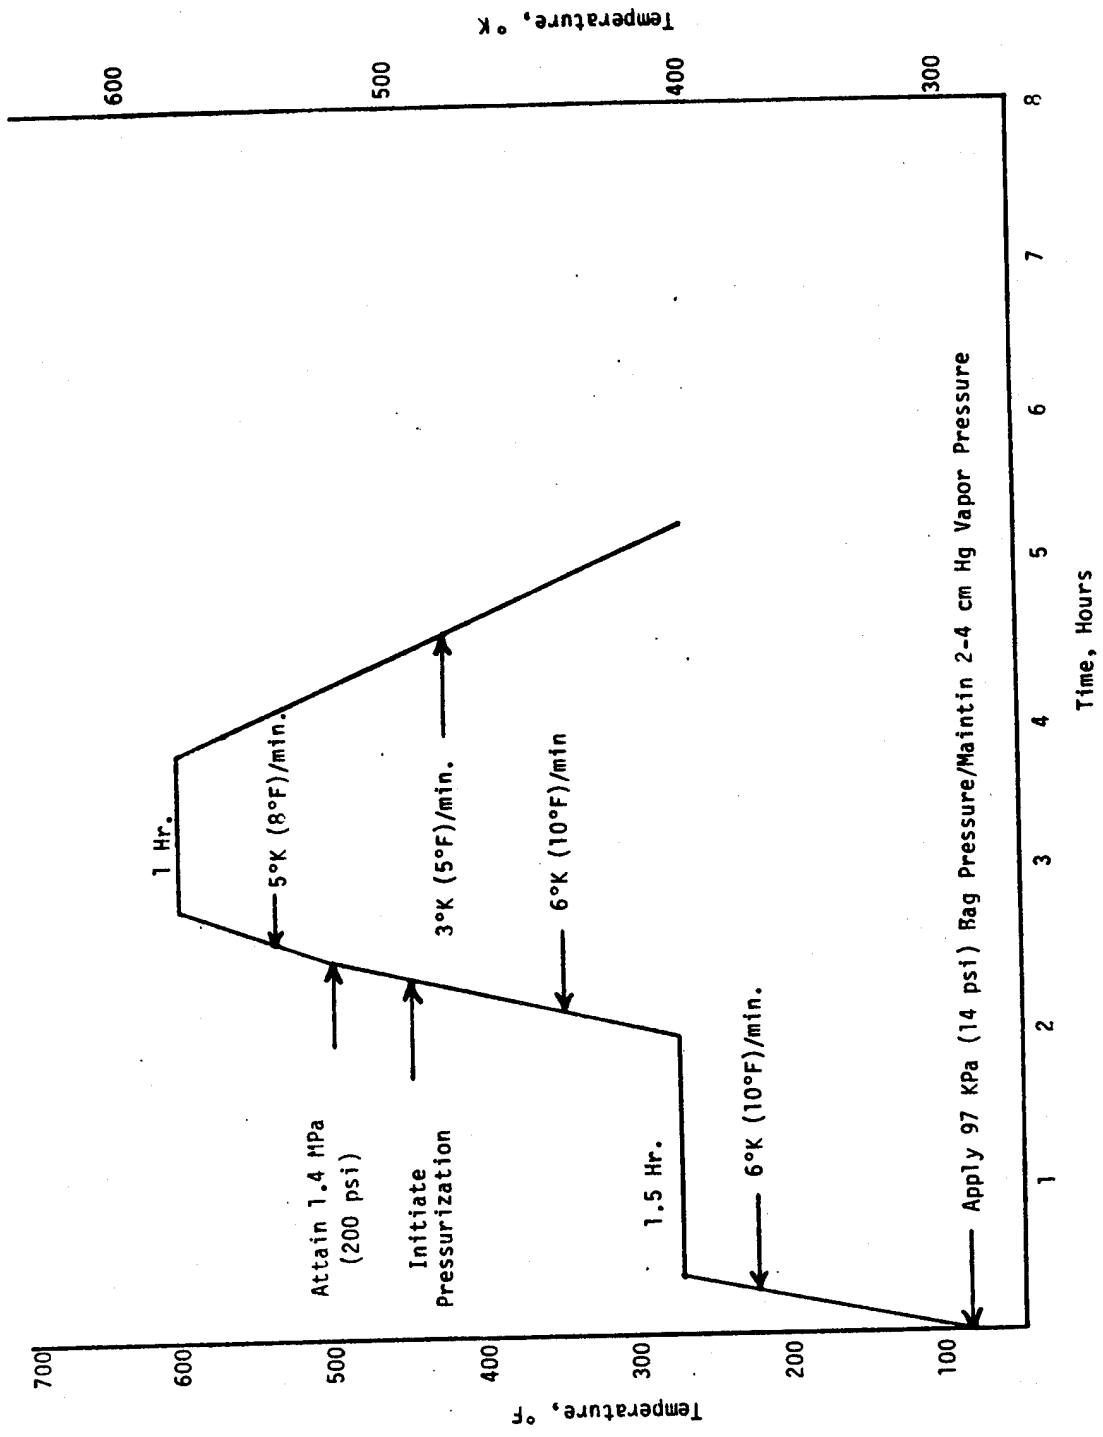 Temperature, °F
700
600
500
400
300
200
100
Temperature, °K
600
500
400
300
1 Hr.
5°K (8°F)/min.
Attain 1.4 MPa
(200 psi)
Initiate
Pressurization
3°K (5°F)/min.
6°K (10°F)/min
1.5 Hr.
6°K (10°F)/min.
Apply 97 KPa (14 psi) Bag Pressure/Maintin 2-4 cm Hg Vapor Pressure
1
2
3
4
5
6
7
8
Time, Hours